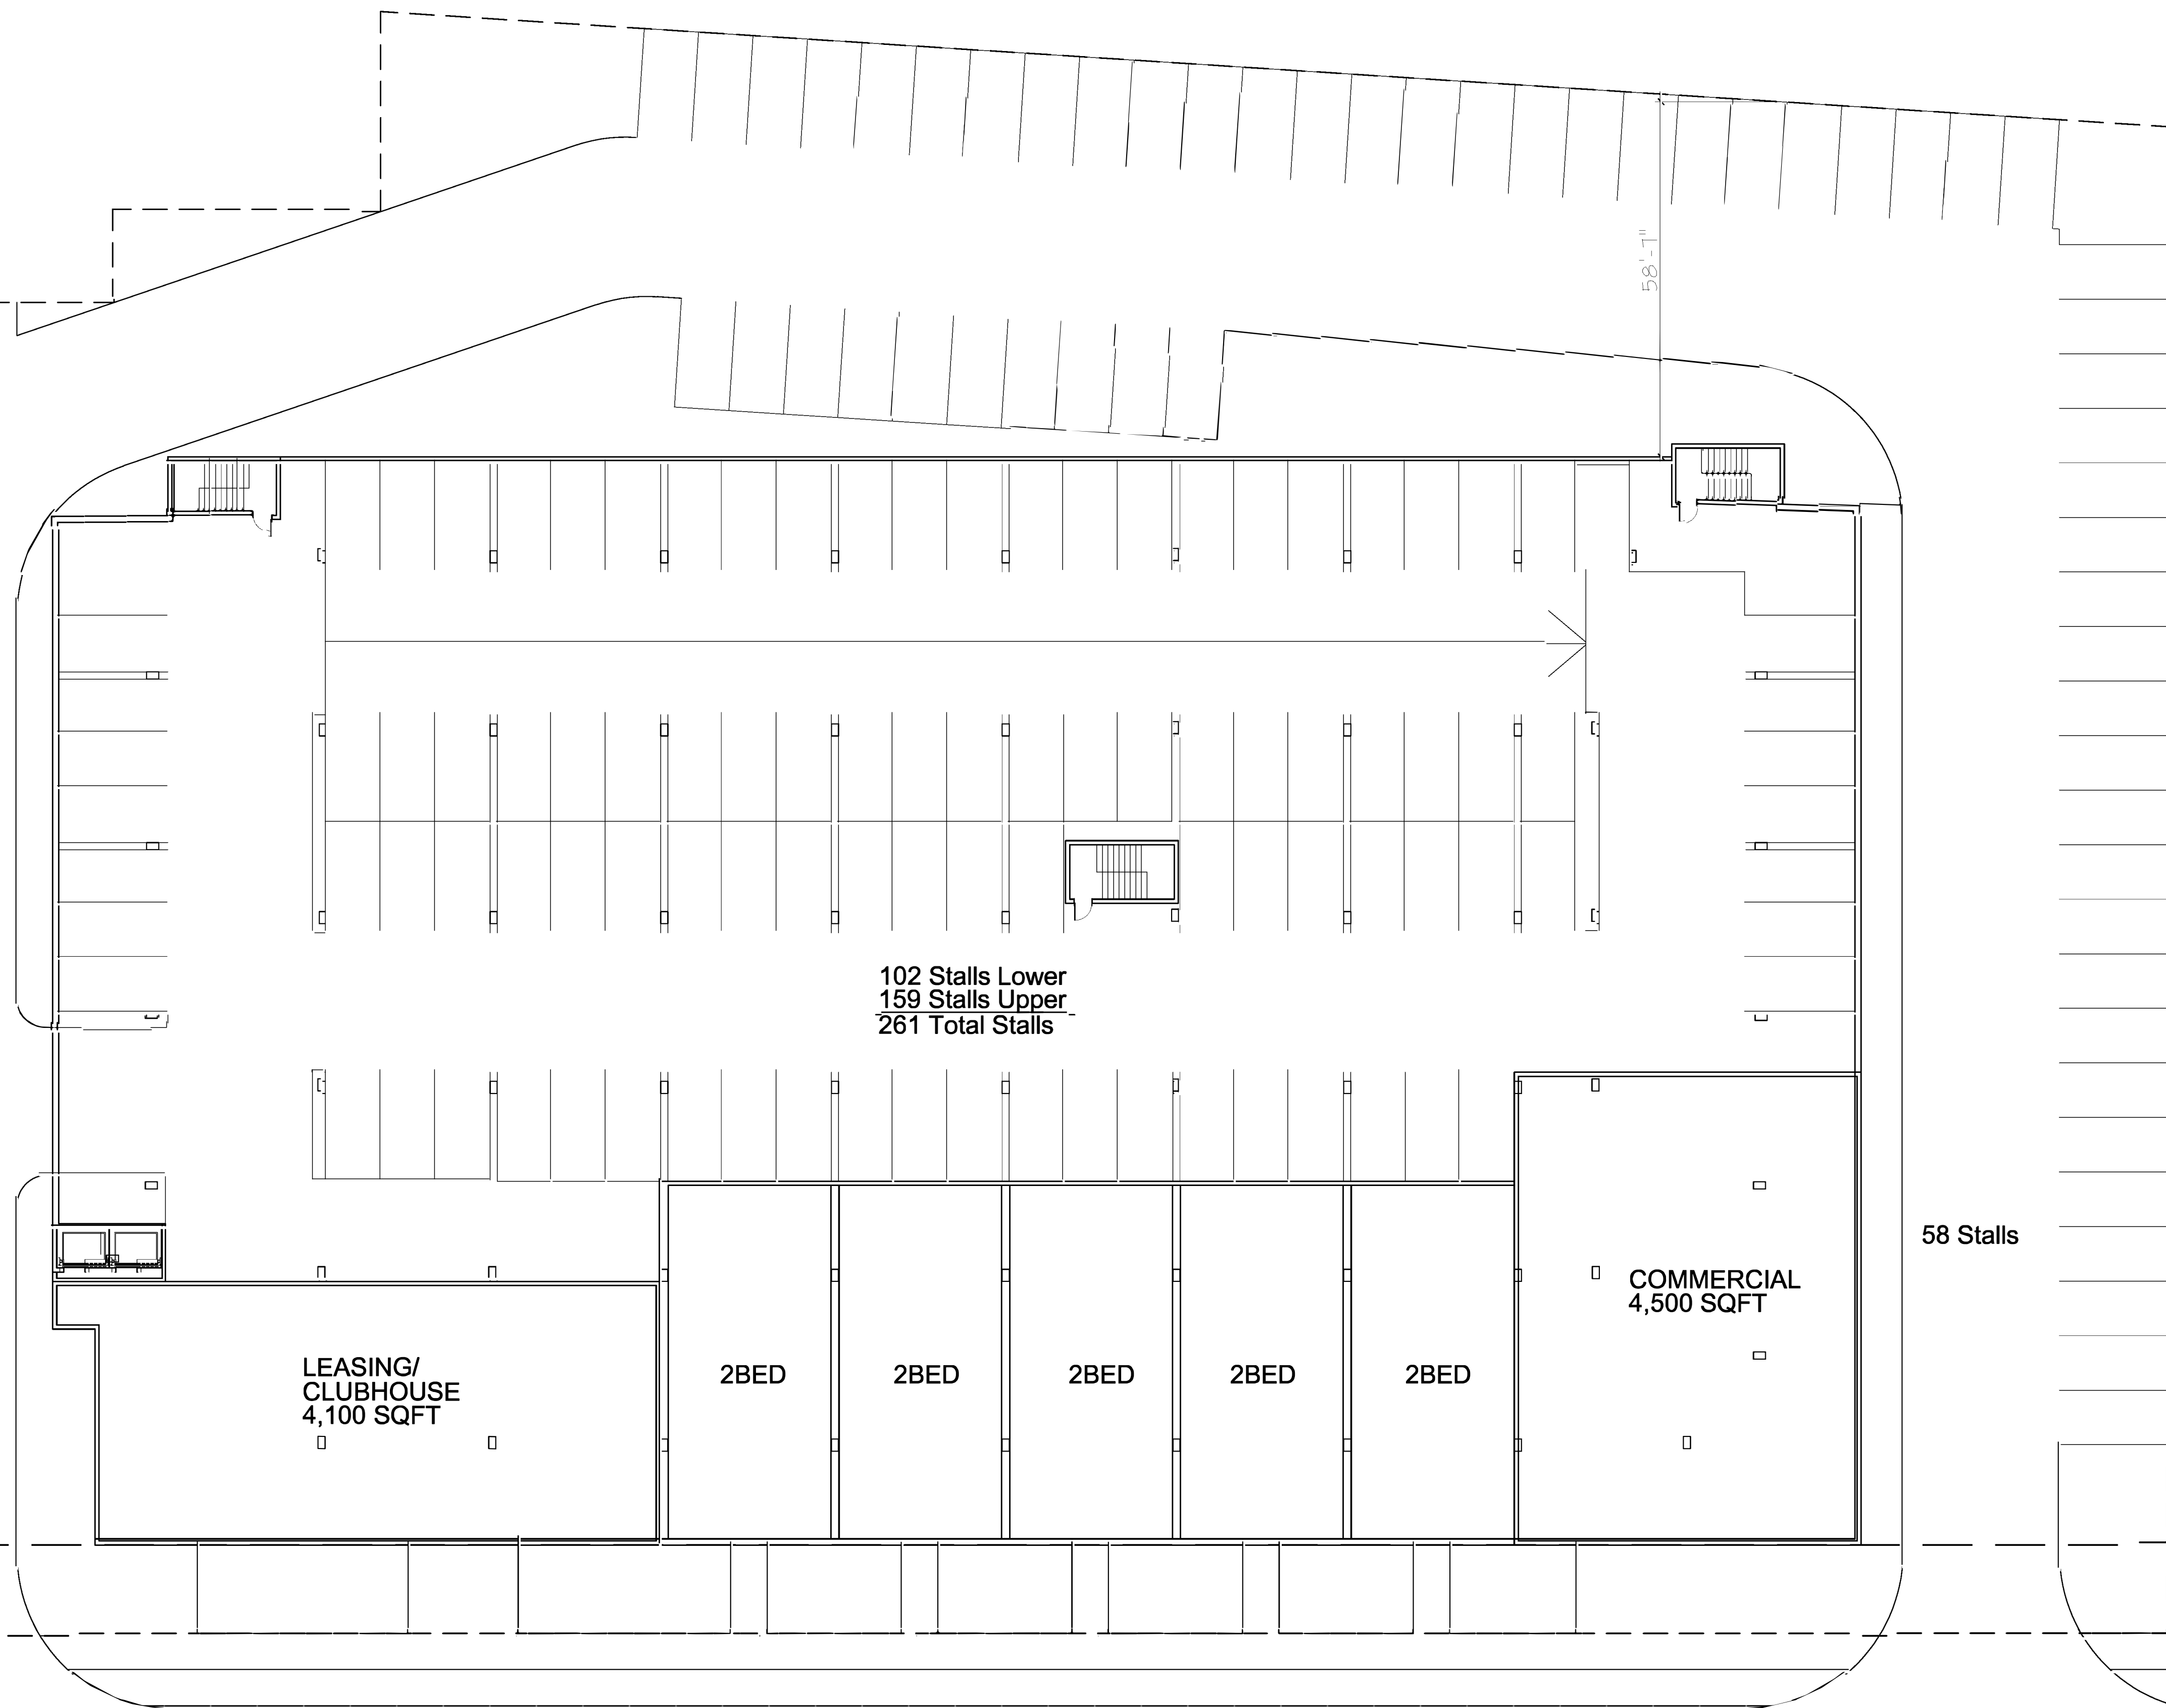 58'-7"
102 Stalls Lower
159 Stalls Upper
261 Total Stalls
58 Stalls
COMMERCIAL
4,500 SQFT
LEASING/
CLUBHOUSE
4,100 SQFT
2BED
2BED
2BED
2BED
2BED